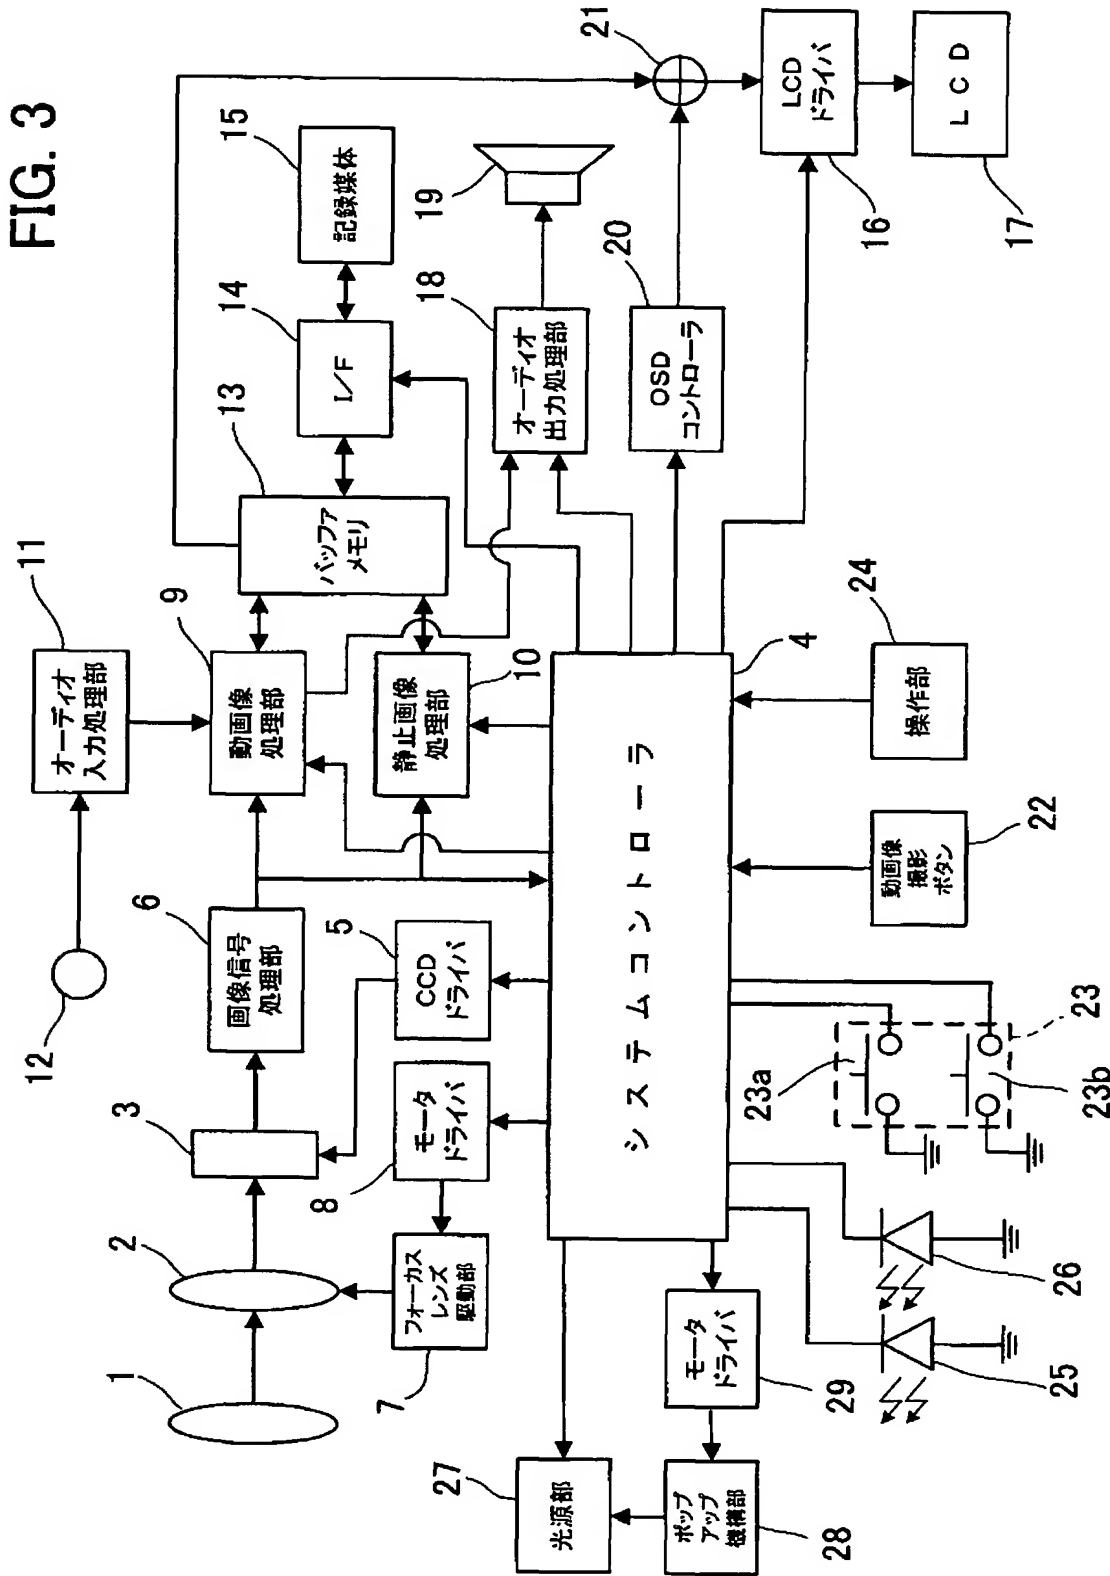 FIG. 3
12
11
オーディオ
入力処理部
1
2
3
6
画像信号
処理部
9
動画像
処理部
13
バッファ
メモリ
14
I/F
15
記録媒体
7
フォーカス
レンズ
駆動部
8
モータ
ドライバ
5
CCD
ドライバ
10
静止画像
処理部
18
オーディオ
出力処理部
19
20
OSD
コントローラ
21
27
光源部
4
システムコントローラ
16
LCD
ドライバ
28
ポップ
アップ
機構部
29
モータ
ドライバ
25
26
23a
23b
23
22
動画像
撮影
ボタン
24
操作部
17
LCD